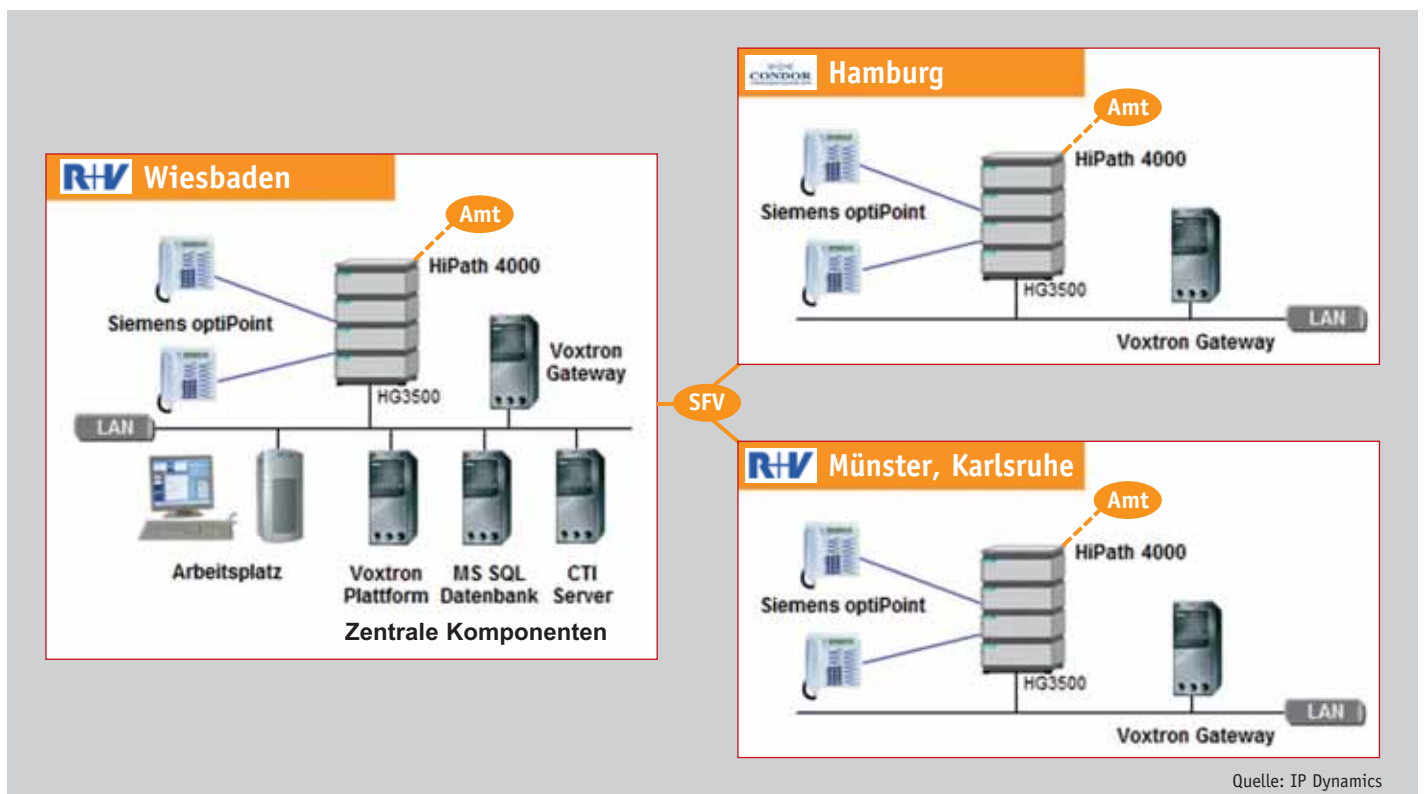 R+V Wiesbaden
Amt
HiPath 4000
Siemens optiPoint
HG3500
Voxtron
Gateway
LAN
Arbeitsplatz
Voxtron
Plattform
MS SQL
Datenbank
CTI
Server
Zentrale Komponenten
SFV
CONDOR Hamburg
Amt
HiPath 4000
Siemens optiPoint
HG3500
LAN
Voxtron Gateway
R+V Münster, Karlsruhe
Amt
HiPath 4000
Siemens optiPoint
HG3500
LAN
Voxtron Gateway
Quelle: IP Dynamics